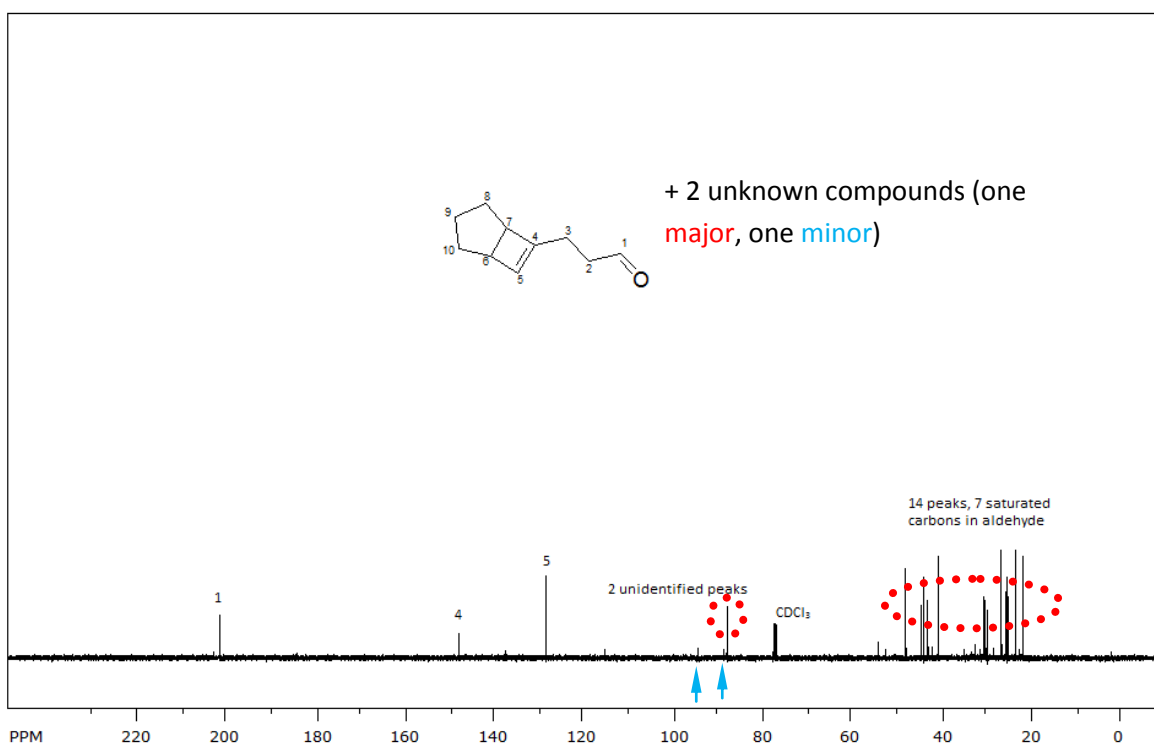 8
9
7
4
3
1
10
6
5
2
O
+ 2 unknown compounds (one
major, one minor)
14 peaks, 7 saturated
carbons in aldehyde
5
1
4
2 unidentified peaks
CDCl₃
PPM 220 200 180 160 140 120 100 80 60 40 20 0